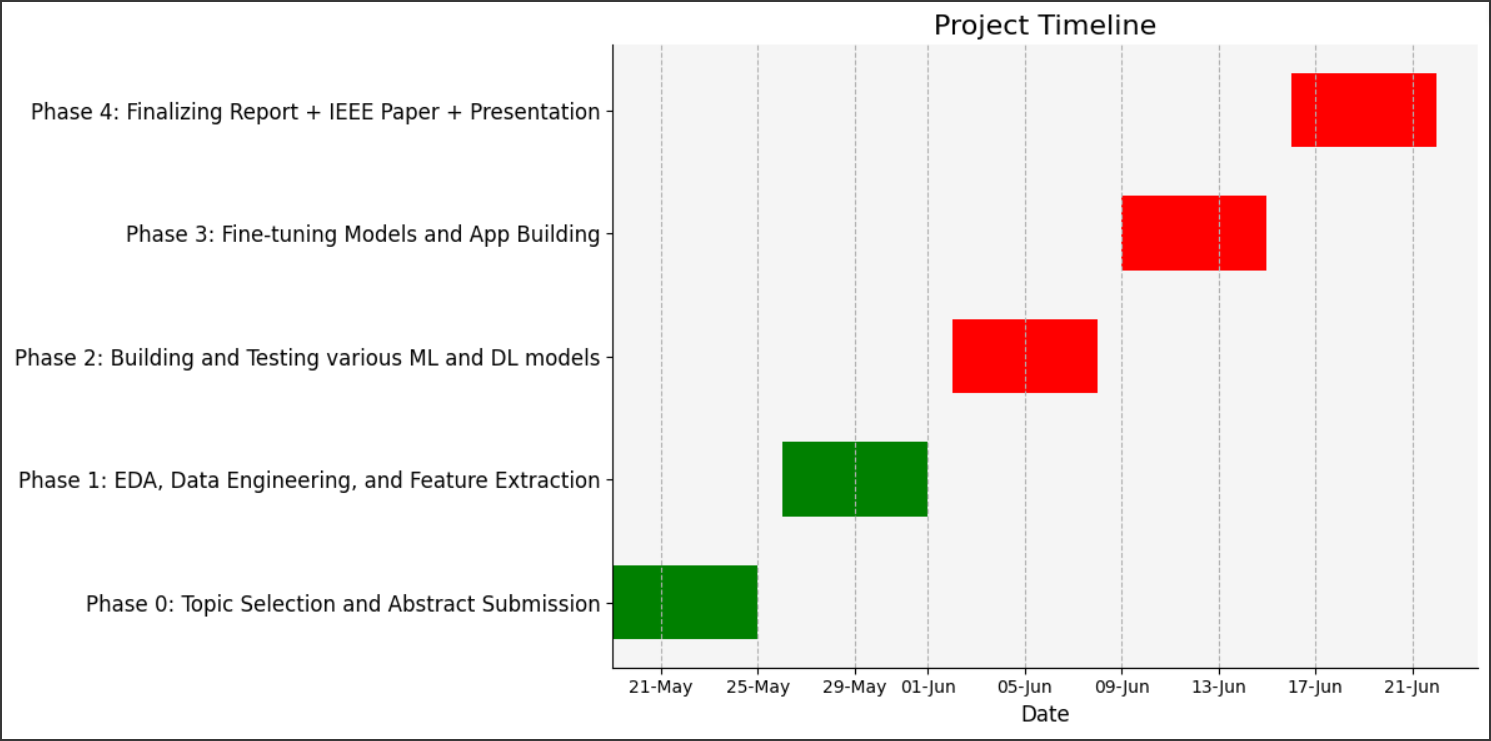 Project Timeline
Phase 4: Finalizing Report + IEEE Paper + Presentation
Phase 3: Fine-tuning Models and App Building
Phase 2: Building and Testing various ML and DL models
Phase 1: EDA, Data Engineering, and Feature Extraction
Phase 0: Topic Selection and Abstract Submission
21-May 25-May 29-May 01-Jun 05-Jun 09-Jun 13-Jun 17-Jun 21-Jun
Date